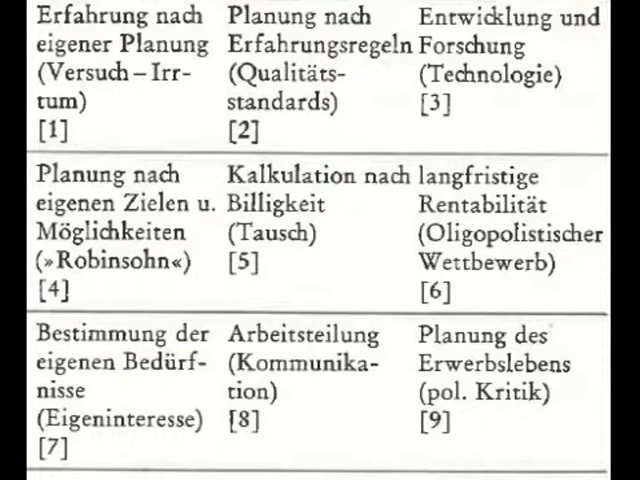 Erfahrung nach
eigener Planung
(Versuch – Irr-
tum)
[1]
Planung nach
Erfahrungsregeln
(Qualitäts-
standards)
[2]
Entwicklung und
Forschung
(Technologie)
[3]
Planung nach
eigenen Zielen u.
Möglichkeiten
(»Robinsohn«)
[4]
Kalkulation nach
Billigkeit
(Tausch)
[5]
langfristige
Rentabilität
(Oligopolistischer
Wettbewerb)
[6]
Bestimmung der
eigenen Bedürf-
nisse
(Eigeninteresse)
[7]
Arbeitsteilung
(Kommunika-
tion)
[8]
Planung des
Erwerbslebens
(pol. Kritik)
[9]